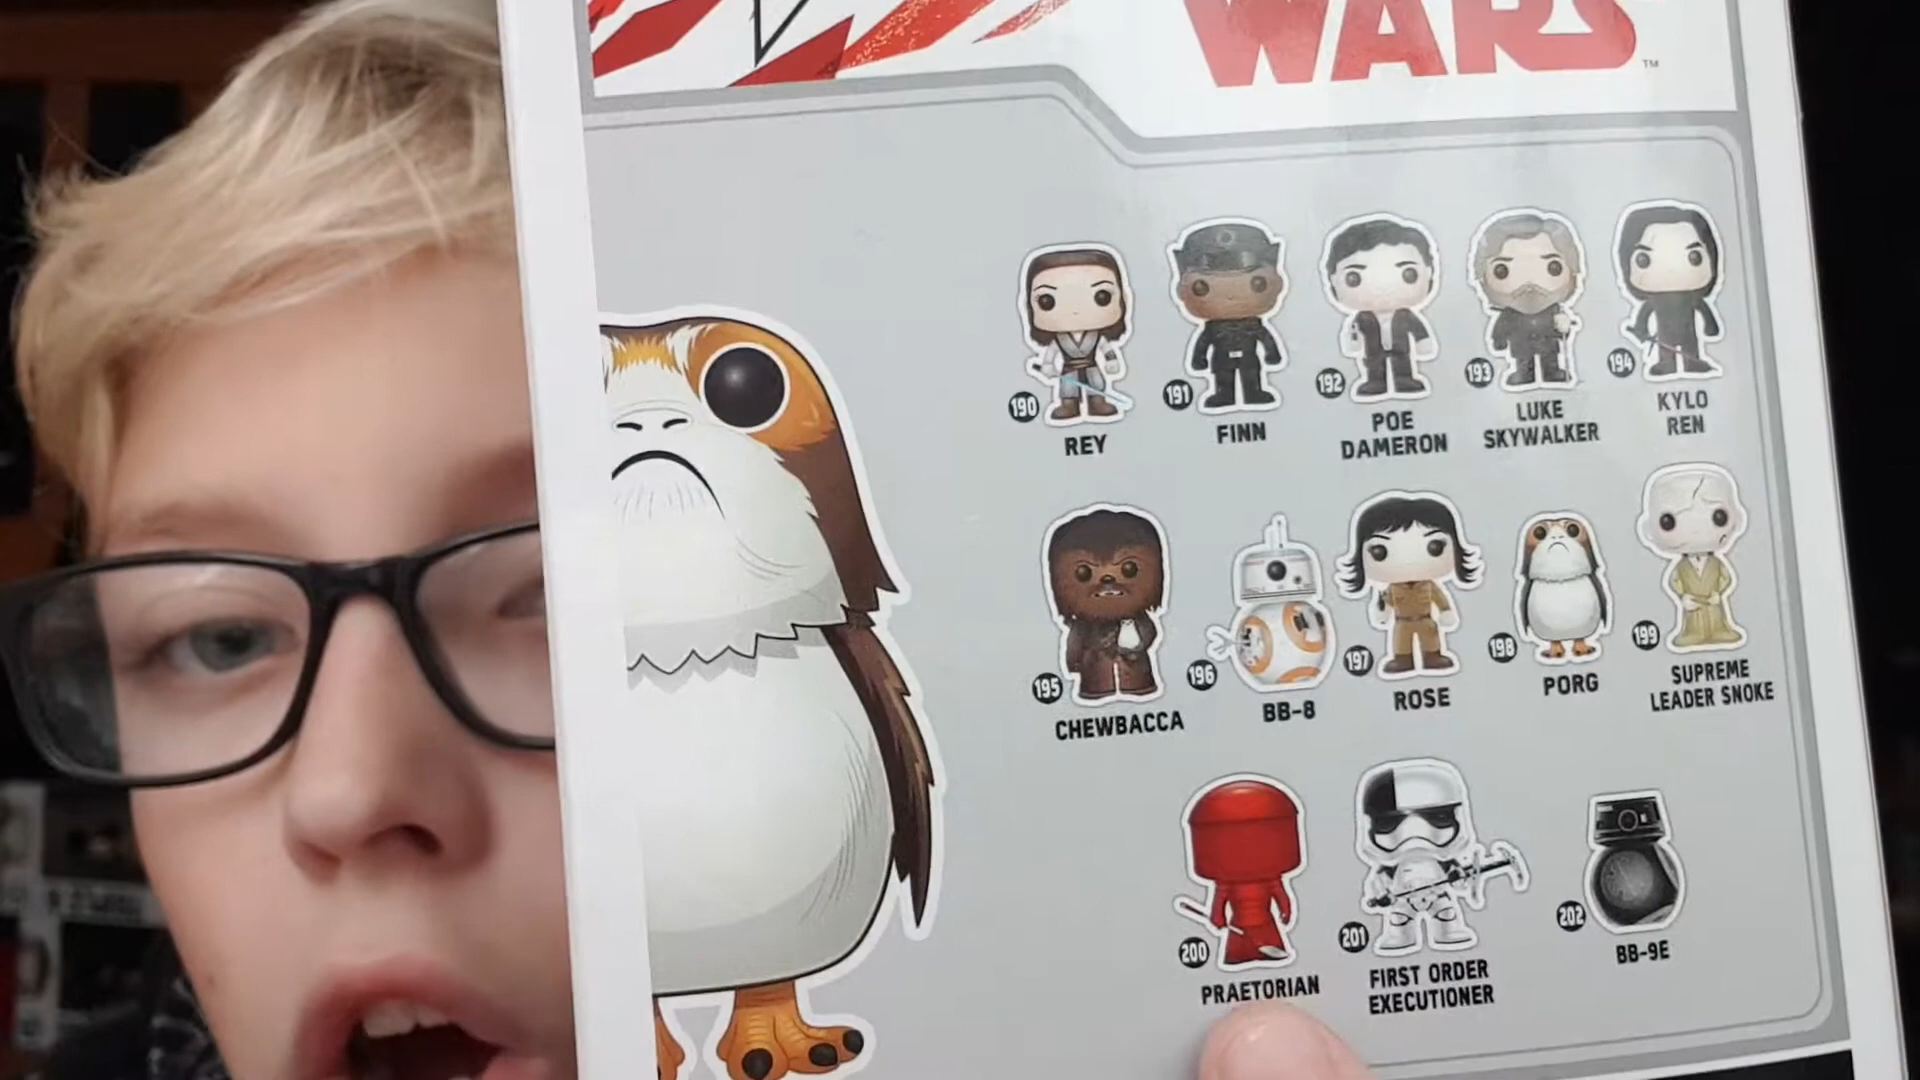 WARS
TM
190
REY
191
FINN
192
POE
DAMERON
193
LUKE
SKYWALKER
194
KYLO
REN
195
CHEWBACCA
196
BB-8
197
ROSE
198
PORG
199
SUPREME
LEADER SNOKE
200
PRAETORIAN
201
FIRST ORDER
EXECUTIONER
202
BB-9E